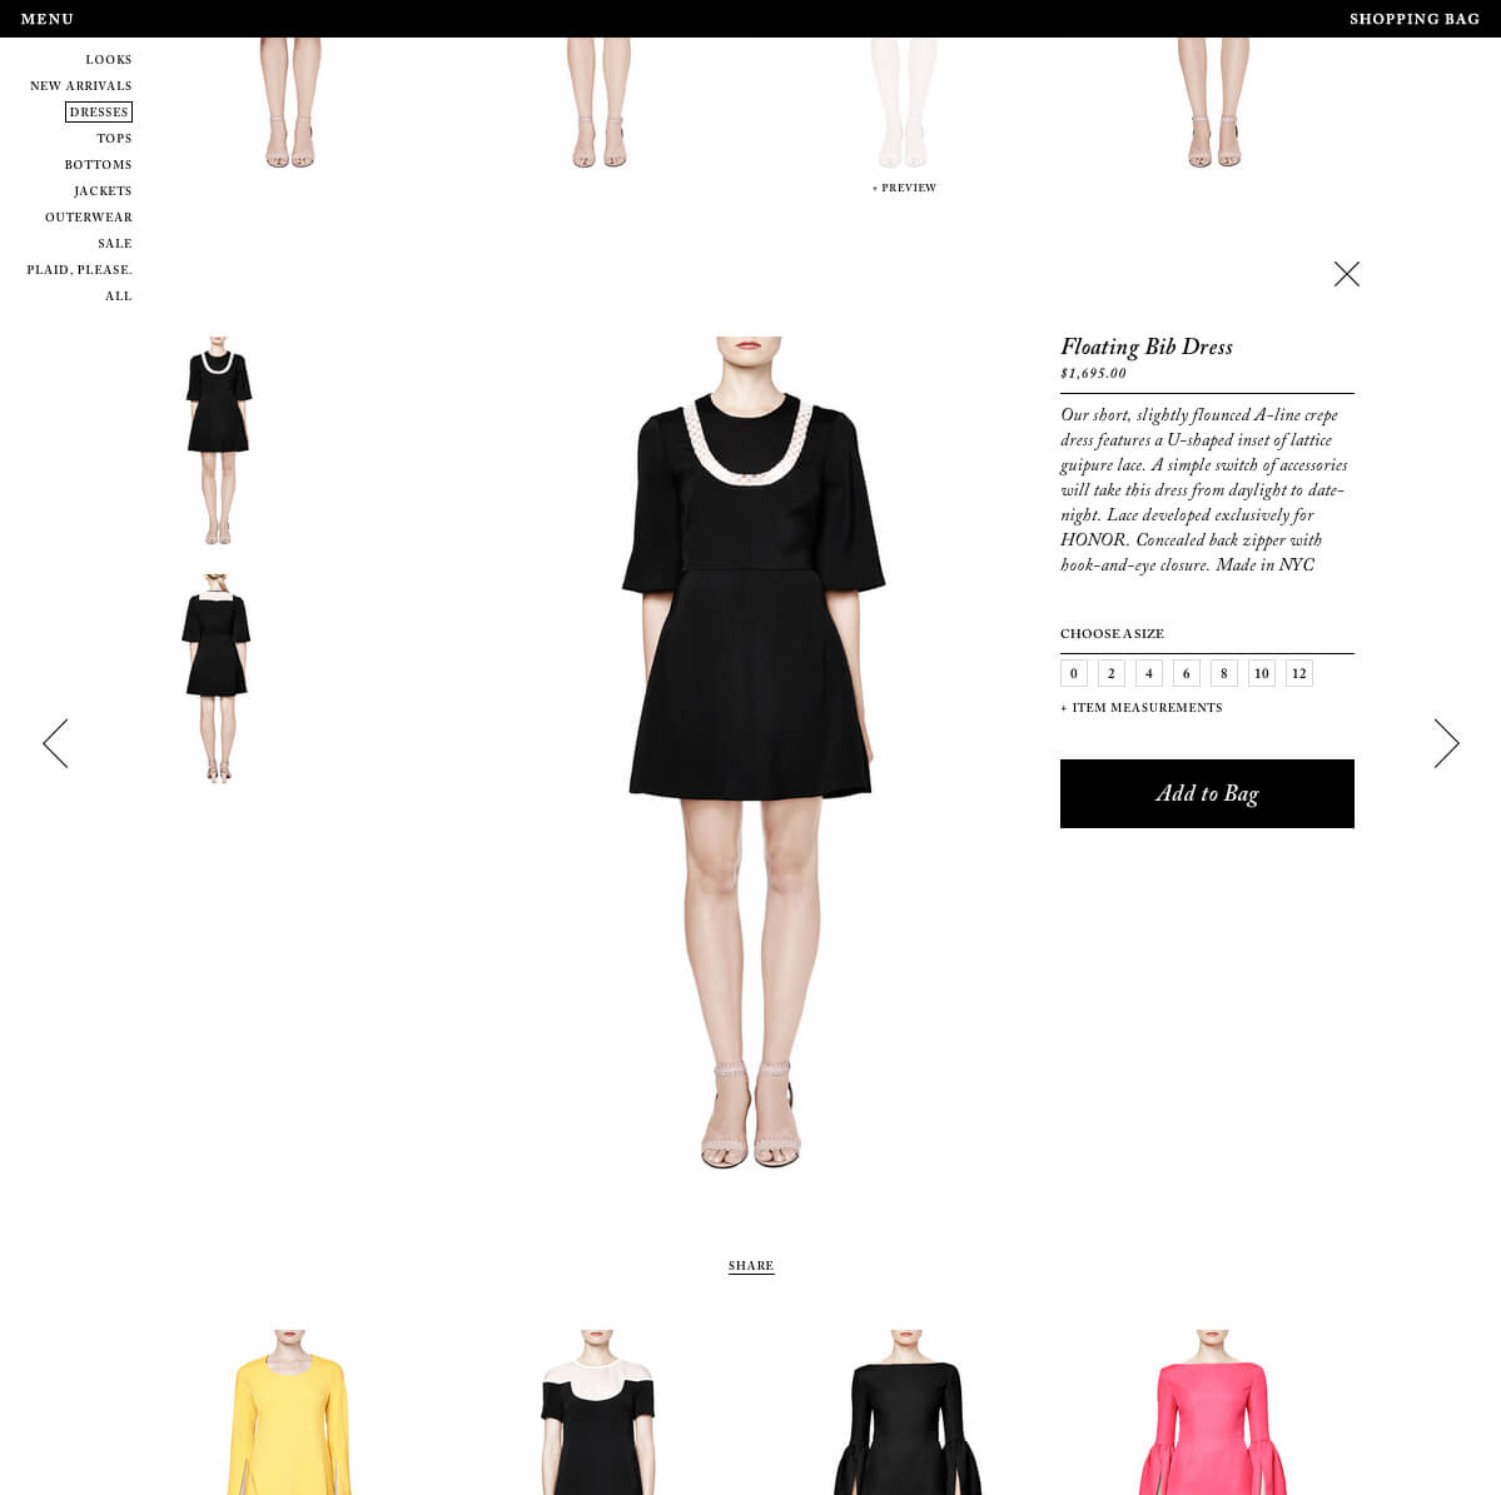 MENU
SHOPPING BAG
LOOKS
NEW ARRIVALS
DRESSES
TOPS
BOTTOMS
JACKETS
OUTERWEAR
SALE
PLAID, PLEASE.
ALL
+ PREVIEW
Floating Bib Dress
$1,695.00
Our short, slightly flounced A-line crepe
dress features a U-shaped inset of lattice
guipure lace. A simple switch of accessories
will take this dress from daylight to date-
night. Lace developed exclusively for
HONOR. Concealed back zipper with
hook-and-eye closure. Made in NYC
CHOOSE A SIZE
0 2 4 6 8 10 12
+ ITEM MEASUREMENTS
Add to Bag
SHARE